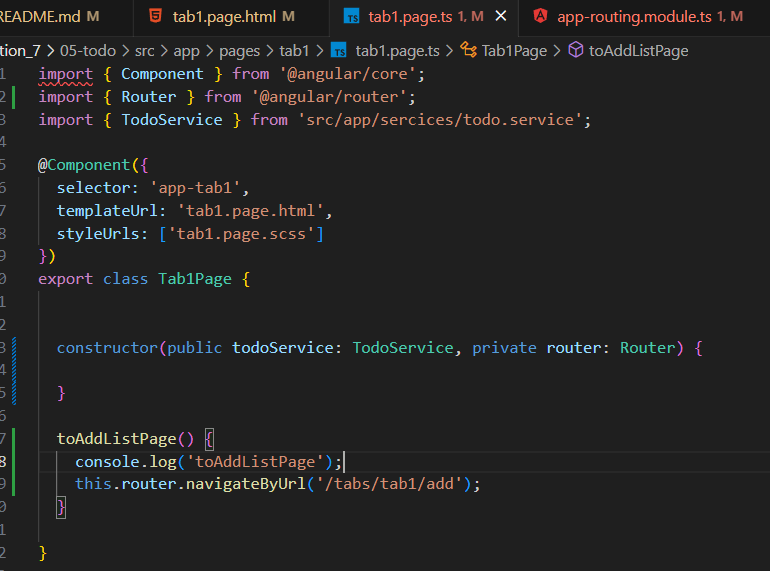 README.md M tab1.page.html M tab1.page.ts 1, M app-routing.module.ts 1, M
tion_7 > 05-todo > src > app > pages > tab1 > TS tab1.page.ts > Tab1Page > toAddListPage
1 import { Component } from '@angular/core';
2 import { Router } from '@angular/router';
3 import { TodoService } from 'src/app/sercices/todo.service';
4
5 @Component({
6 selector: 'app-tab1',
7 templateUrl: 'tab1.page.html',
8 styleUrls: ['tab1.page.scss']
9 })
0 export class Tab1Page {
1
2
3 constructor(public todoService: TodoService, private router: Router) {
4
5 }
6
7 toAddListPage() {
8 console.log('toAddListPage');
9 this.router.navigateByUrl('/tabs/tab1/add');
0 }
1
2 }